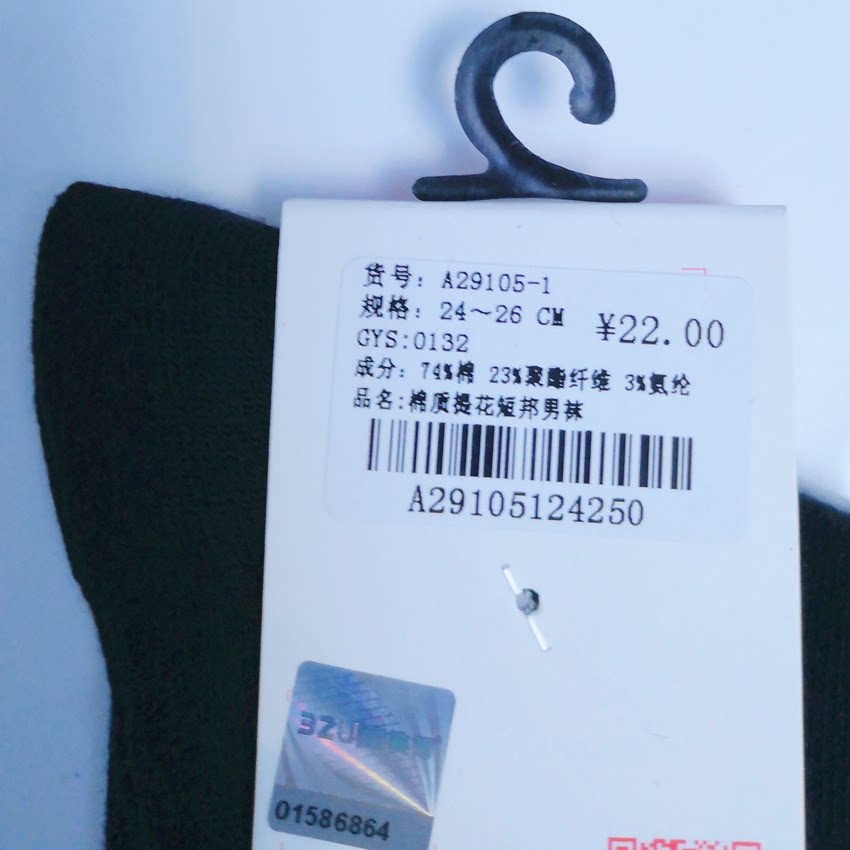 货号: A29105-1
规格: 24～26 CM ¥22.00
GYS:0132
成分: 74%棉 23%聚酯纤维 3%氨纶
品名:棉质提花短邦男袜
A29105124250
01586864